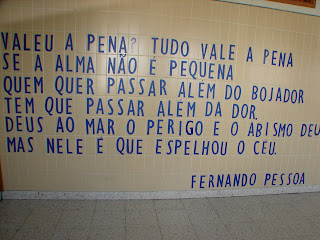 VALEU A PENA? TUDO VALE A PENA
SE A ALMA NÃO É PEQUENA
QUEM QUER PASSAR ALÉM DO BOJADOR
TEM QUE PASSAR ALÉM DA DOR.
DEUS AO MAR O PERIGO E O ABISMO DEU
MAS NELE É QUE ESPELHOU O CÉU.
FERNANDO PESSOA